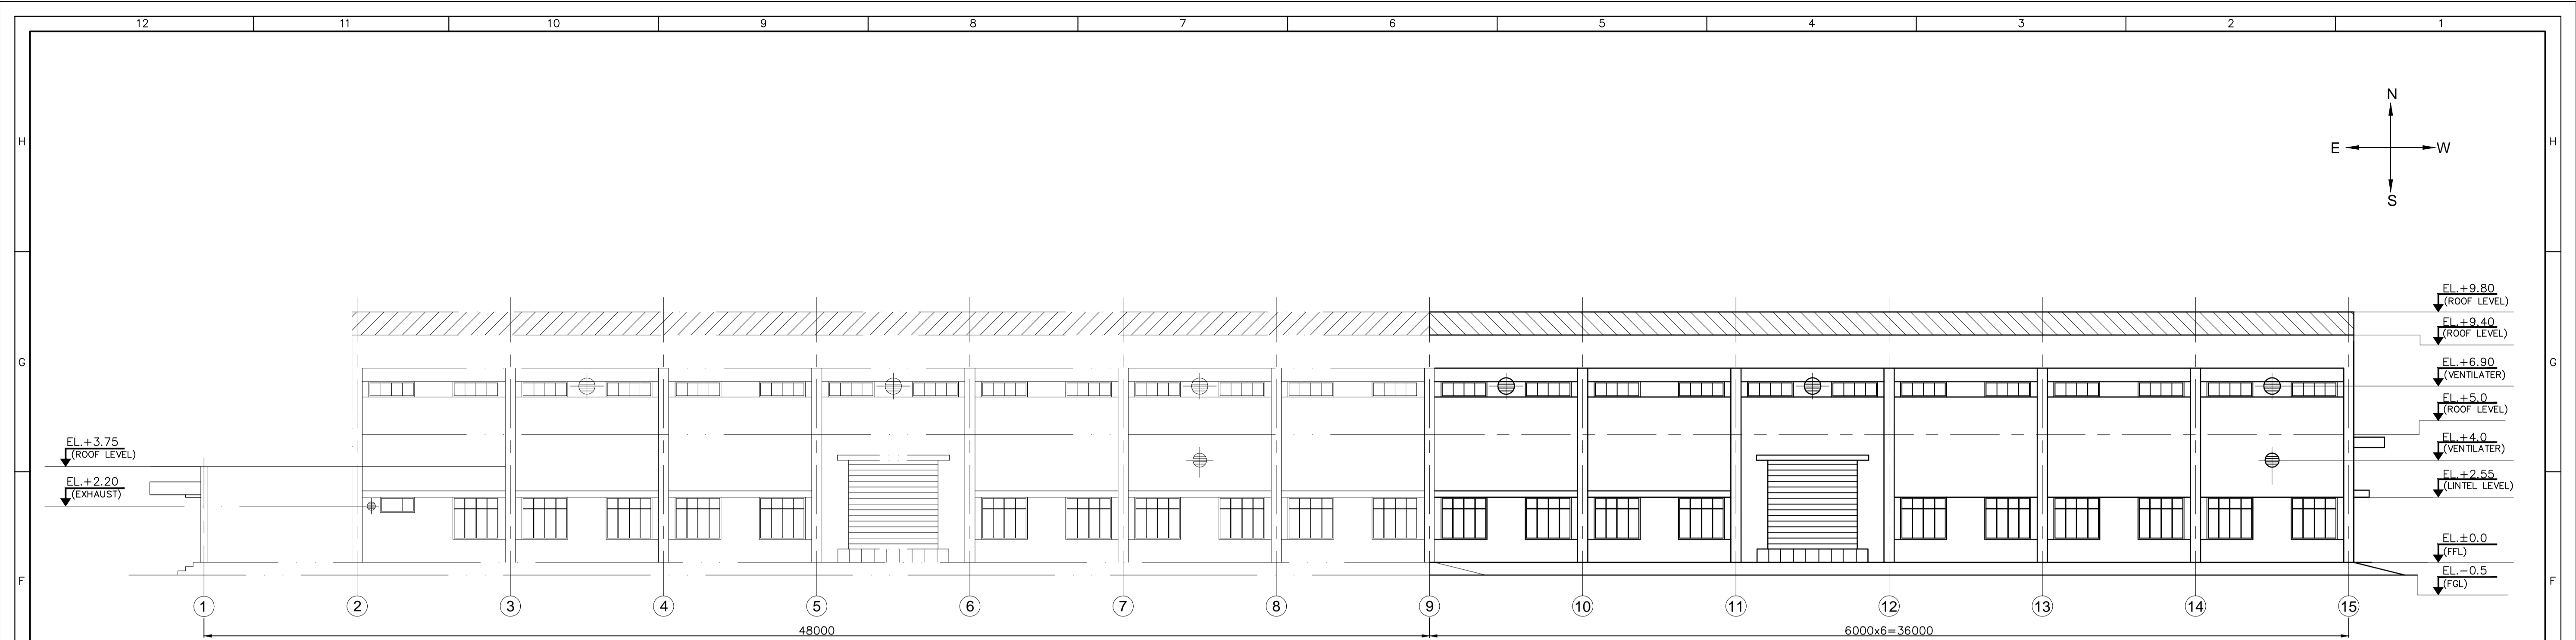 12 11 10 9 8 7 6 5 4 3 2 1
N
H H
E W
S
EL.+9.80
(ROOF LEVEL)
EL.+9.40
(ROOF LEVEL)
G G
EL.+6.90
(VENTILATER)
EL.+5.0
(ROOF LEVEL)
EL.+3.75
(ROOF LEVEL)
EL.+4.0
(VENTILATER)
EL.+2.20
(EXHAUST)
EL.+2.55
(LINTEL LEVEL)
EL.±0.0
(FFL)
F F
EL.−0.5
(FGL)
1 2 3 4 5 6 7 8 9 10 11 12 13 14 15
48000 6000x6=36000